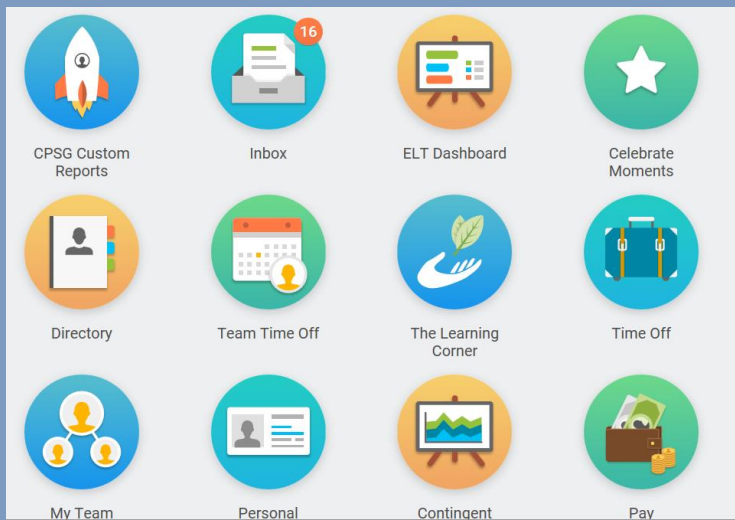 16
CPSG Custom
Reports
Inbox
ELT Dashboard
Celebrate
Moments
Directory
Team Time Off
The Learning
Corner
Time Off
My Team
Personal
Contingent
Pay